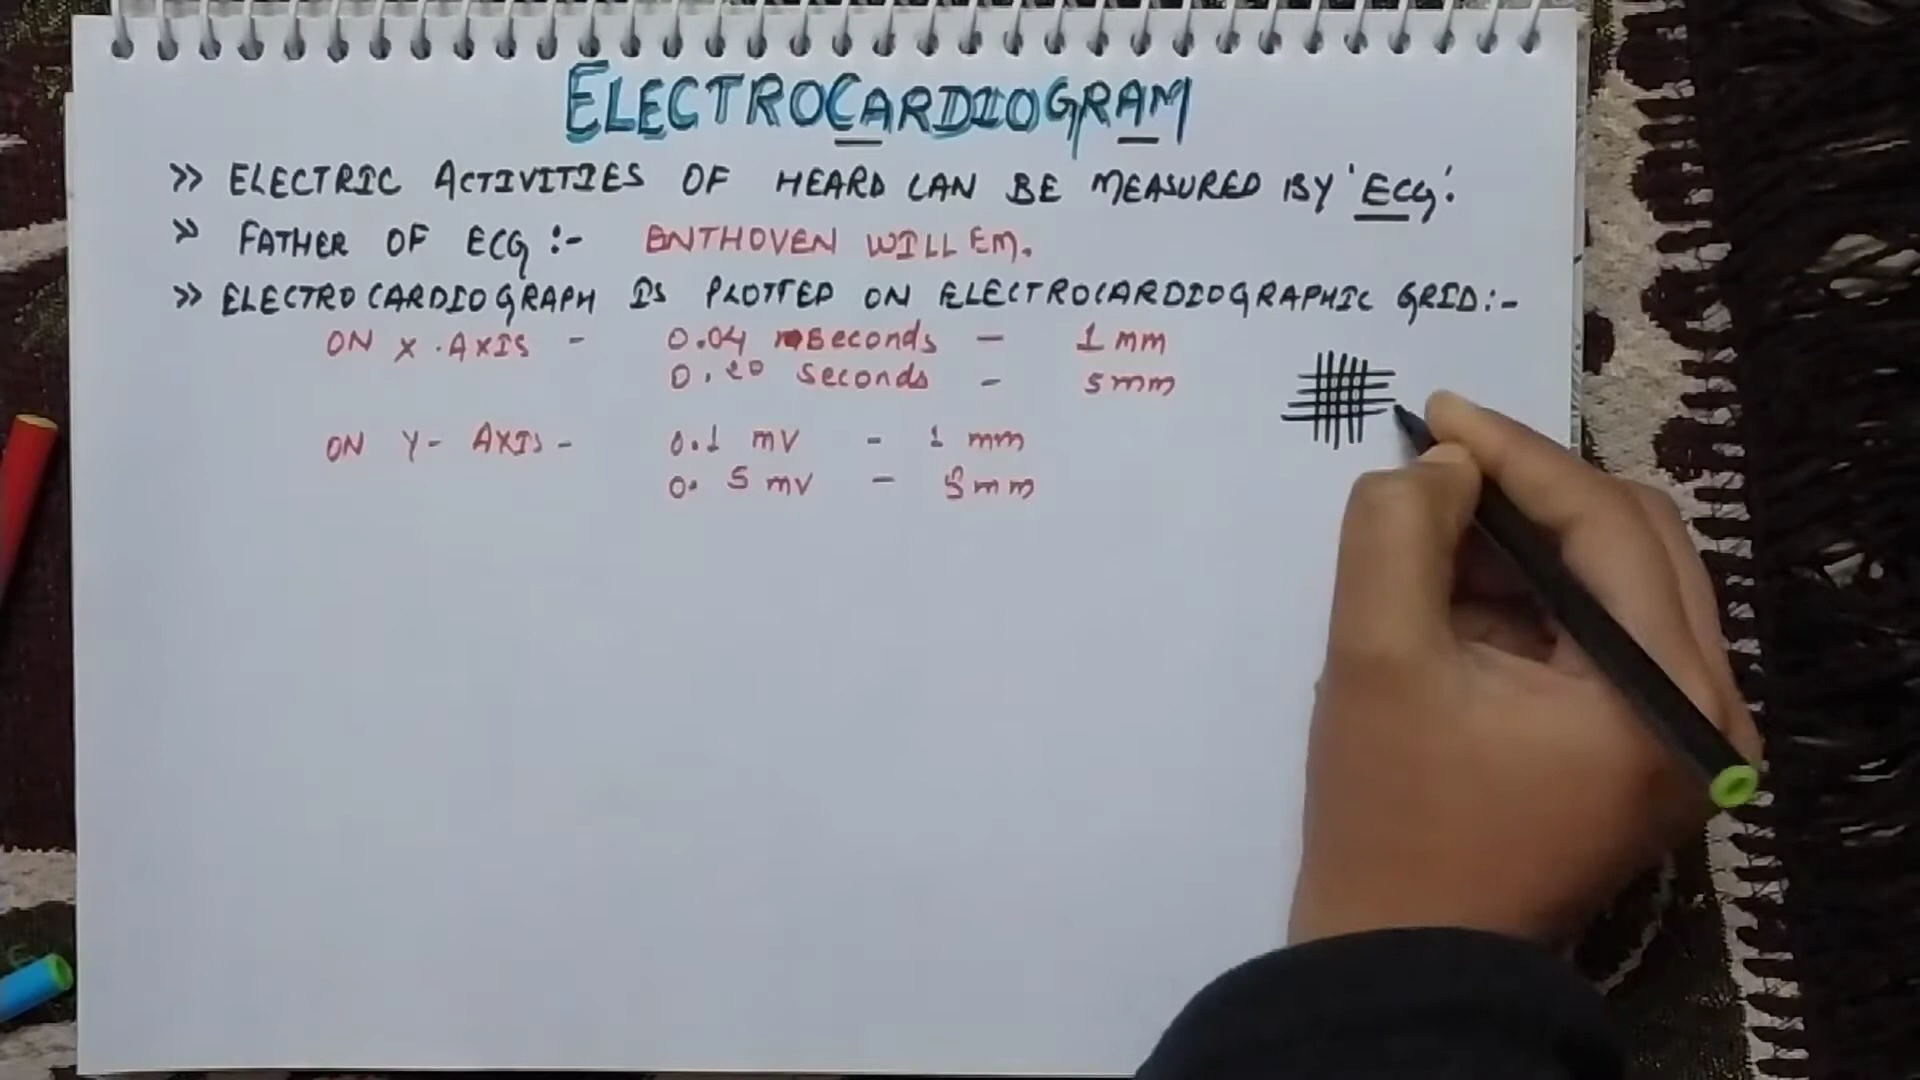 ELECTROCARDIOGRAM
» ELECTRIC ACTIVITIES OF HEARD CAN BE MEASURED BY 'ECG'.
» FATHER OF ECG :- ENTHOVEN WILLEM.
» ELECTROCARDIOGRAPH IS PLOTTED ON ELECTROCARDIOGRAPHIC GRID:-
ON X-AXIS - 0.04 seconds - 1 mm
0.20 seconds - 5mm
ON Y-AXIS - 0.1 mv - 1 mm
0.5 mv - 5mm